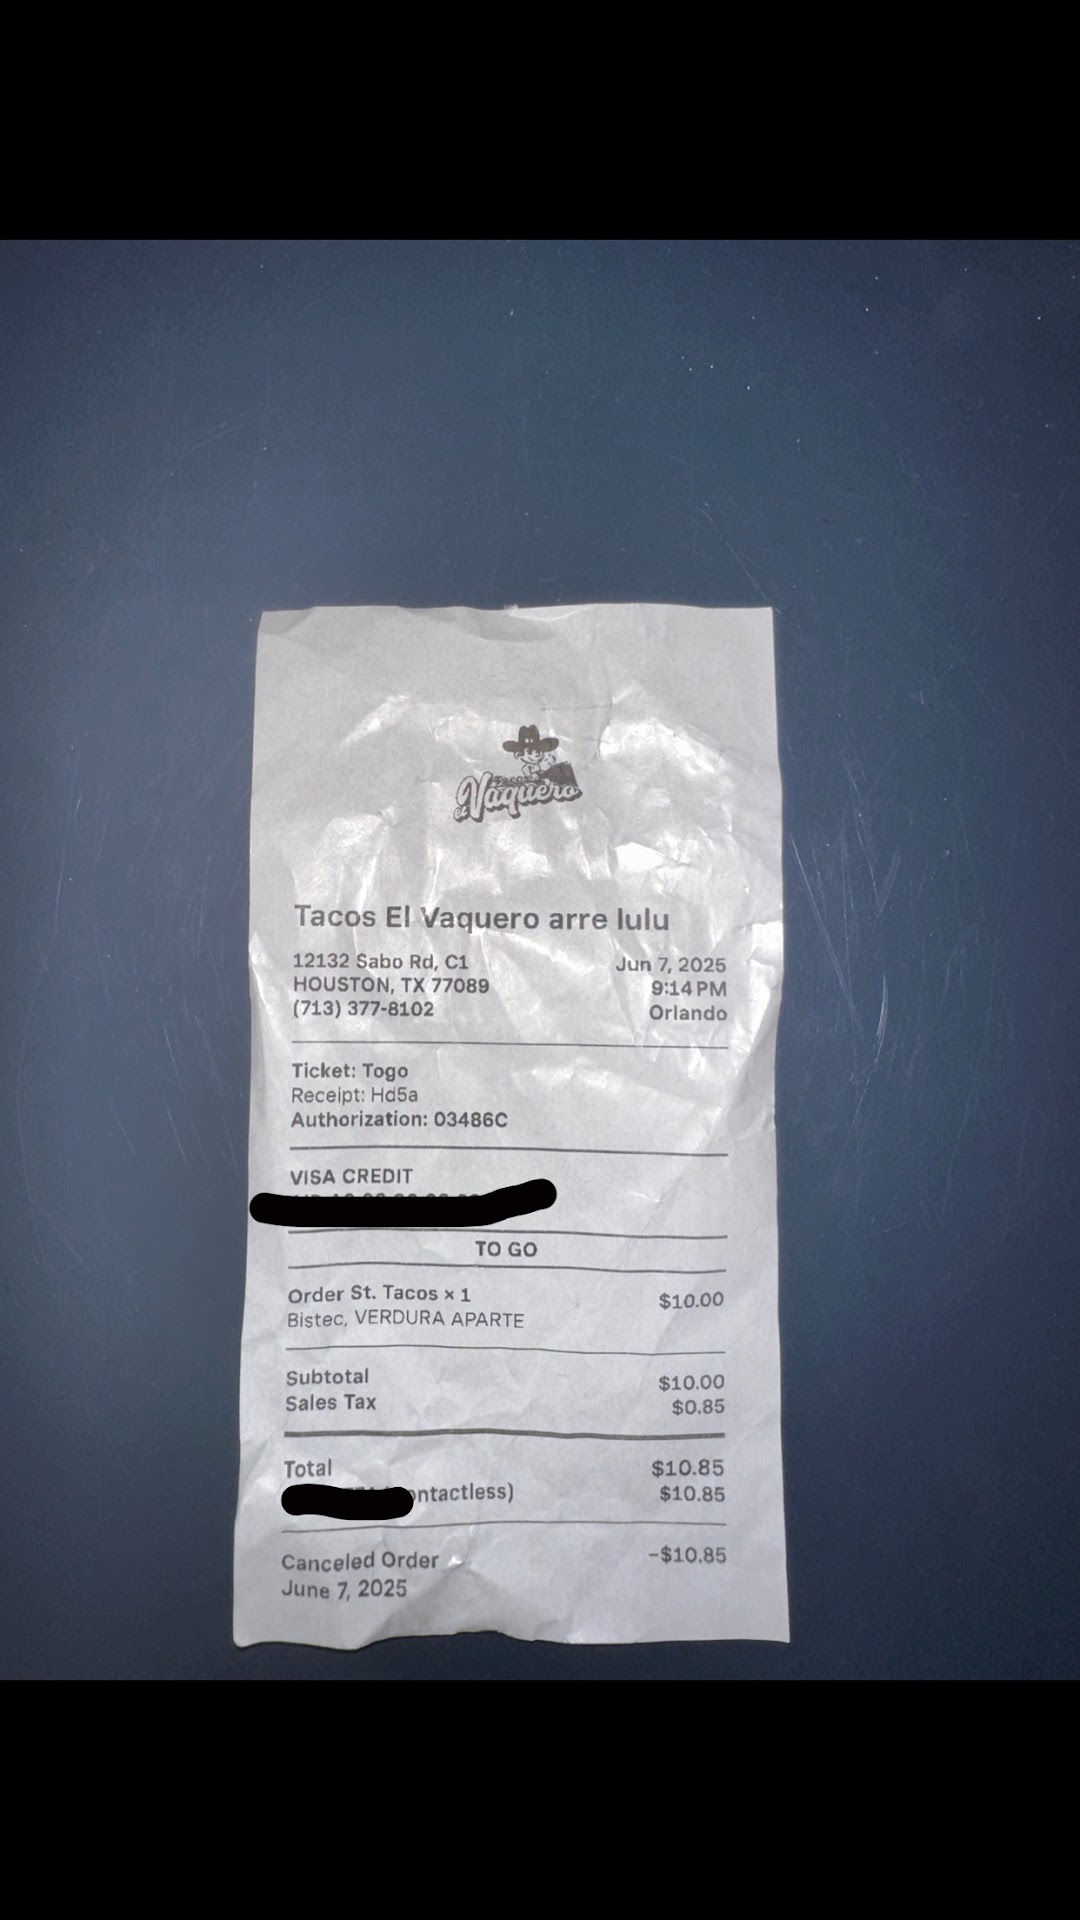 Tacos
el Vaquero
Tacos El Vaquero arre lulu
12132 Sabo Rd, C1
HOUSTON, TX 77089
(713) 377-8102
Jun 7, 2025
9:14 PM
Orlando
Ticket: Togo
Receipt: Hd5a
Authorization: 03486C
VISA CREDIT
TO GO
Order St. Tacos × 1 $10.00
Bistec, VERDURA APARTE
Subtotal $10.00
Sales Tax $0.85
Total $10.85
ontactless) $10.85
Canceled Order -$10.85
June 7, 2025